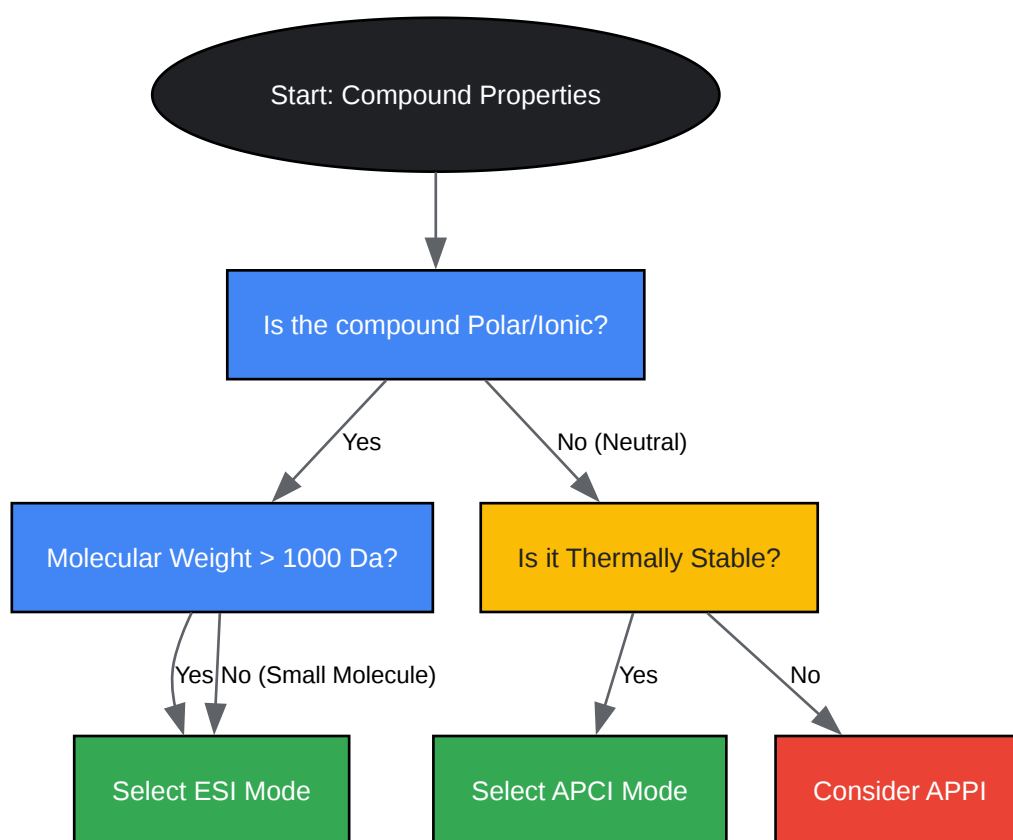 Start: Compound Properties
Is the compound Polar/Ionic?
Yes
No (Neutral)
Molecular Weight > 1000 Da?
Is it Thermally Stable?
Yes
No (Small Molecule)
Yes
No
Select ESI Mode
Select APCI Mode
Consider APPI